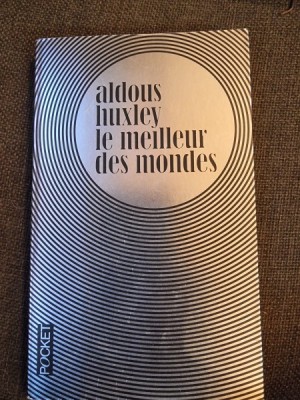 aldous
huxley
le meilleur
des mondes
POCKET